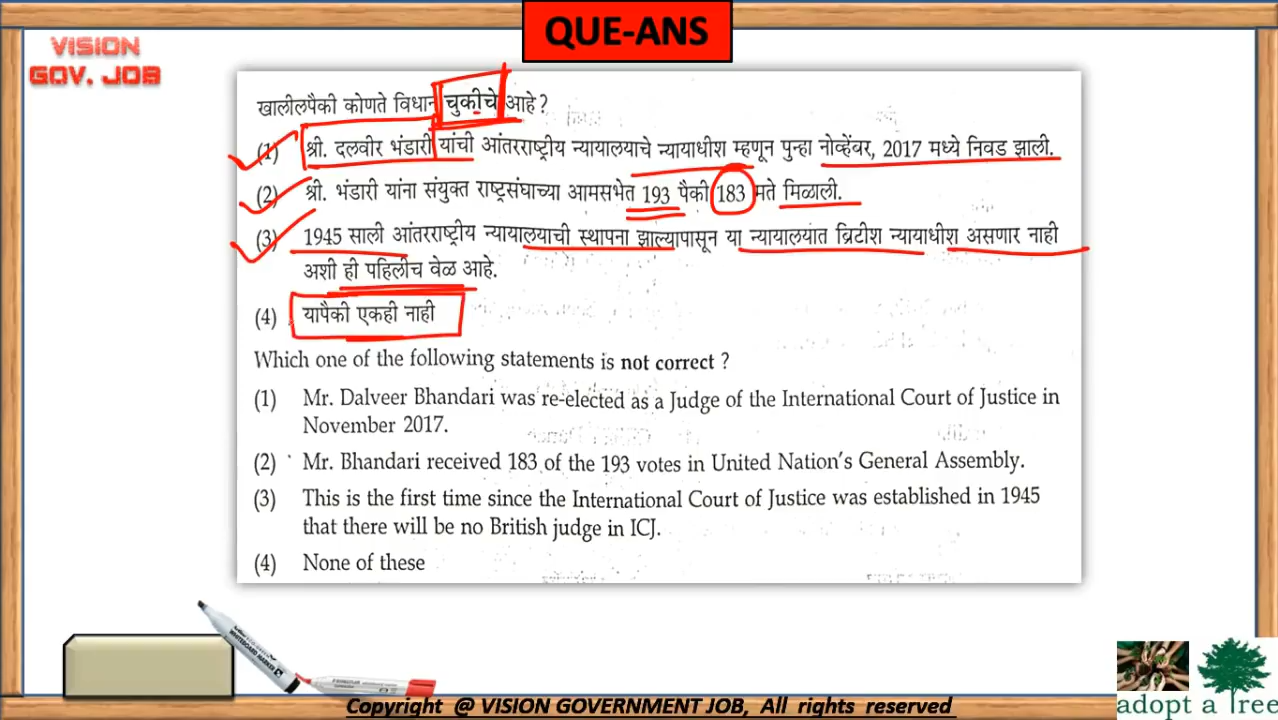 QUE-ANS
VISION
GOV. JOB
खालीलपैकी कोणते विधान चुकीचे आहे ?
(1) श्री. दलवीर भंडारी यांची आंतरराष्ट्रीय न्यायालयाचे न्यायाधीश म्हणून पुन्हा नोव्हेंबर, 2017 मध्ये निवड झाली.
(2) श्री. भंडारी यांना संयुक्त राष्ट्रसंघाच्या आमसभेत 193 पैकी 183 मते मिळाली.
(3) 1945 साली आंतरराष्ट्रीय न्यायालयाची स्थापना झाल्यापासून या न्यायालयात ब्रिटीश न्यायाधीश असणार नाही
अशी ही पहिलीच वेळ आहे.
(4) यापैकी एकही नाही
Which one of the following statements is not correct ?
(1) Mr. Dalveer Bhandari was re-elected as a Judge of the International Court of Justice in
November 2017.
(2) Mr. Bhandari received 183 of the 193 votes in United Nation's General Assembly.
(3) This is the first time since the International Court of Justice was established in 1945
that there will be no British judge in ICJ.
(4) None of these
WHITEBOARD MARKER
Copyright @ VISION GOVERNMENT JOB, All rights reserved
adopt a Tree